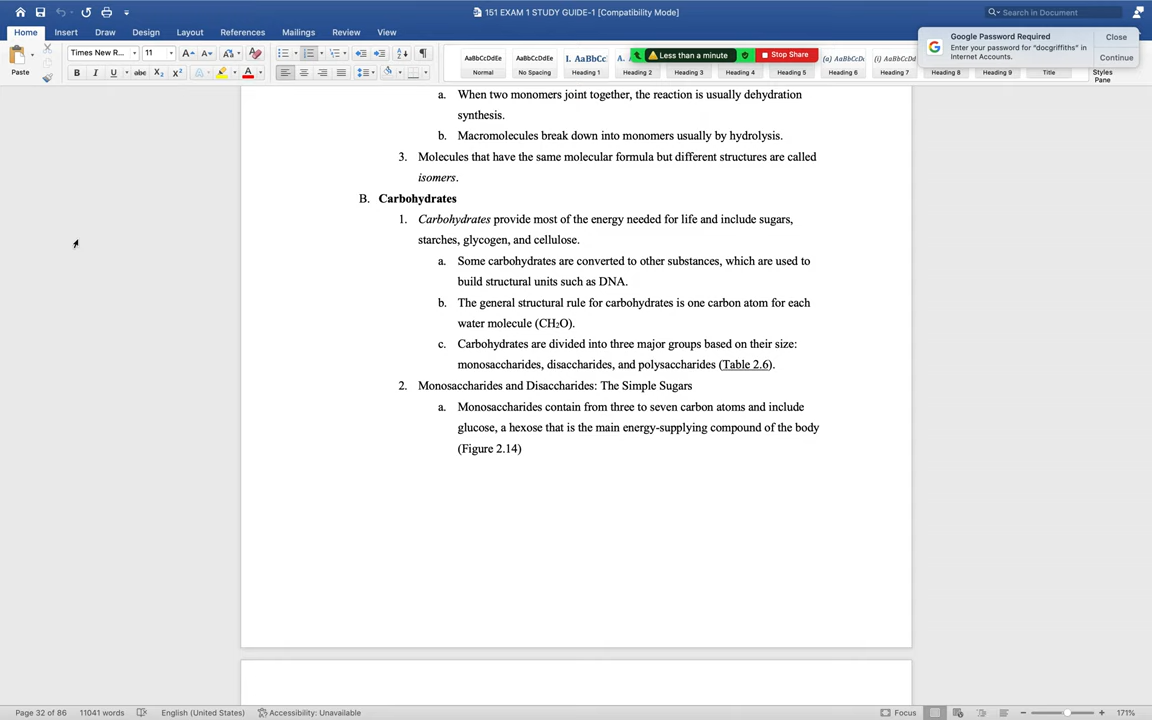 151 EXAM 1 STUDY GUIDE-1 [Compatibility Mode]
Search in Document
Home Insert Draw Design Layout References Mailings Review View
Google Password Required
Enter your password for "docgriffiths" in
Internet Accounts.
Close
Continue
Paste
Times New R... 11
AaBbCcDdEe AaBbCcDdEe I. AaBbCc A.
Less than a minute
Stop Share
(a) AaBbCcDc (i) AaBbCcDd
Normal No Spacing Heading 1 Heading 2 Heading 3 Heading 4 Heading 5 Heading 6 Heading 7 Heading 8 Heading 9 Title
Styles
Pane
a. When two monomers joint together, the reaction is usually dehydration
synthesis.
b. Macromolecules break down into monomers usually by hydrolysis.
3. Molecules that have the same molecular formula but different structures are called
isomers.
B. Carbohydrates
1. Carbohydrates provide most of the energy needed for life and include sugars,
starches, glycogen, and cellulose.
a. Some carbohydrates are converted to other substances, which are used to
build structural units such as DNA.
b. The general structural rule for carbohydrates is one carbon atom for each
water molecule (CH₂O).
c. Carbohydrates are divided into three major groups based on their size:
monosaccharides, disaccharides, and polysaccharides (Table 2.6).
2. Monosaccharides and Disaccharides: The Simple Sugars
a. Monosaccharides contain from three to seven carbon atoms and include
glucose, a hexose that is the main energy-supplying compound of the body
(Figure 2.14)
Page 32 of 86 11041 words English (United States) Accessibility: Unavailable Focus 171%